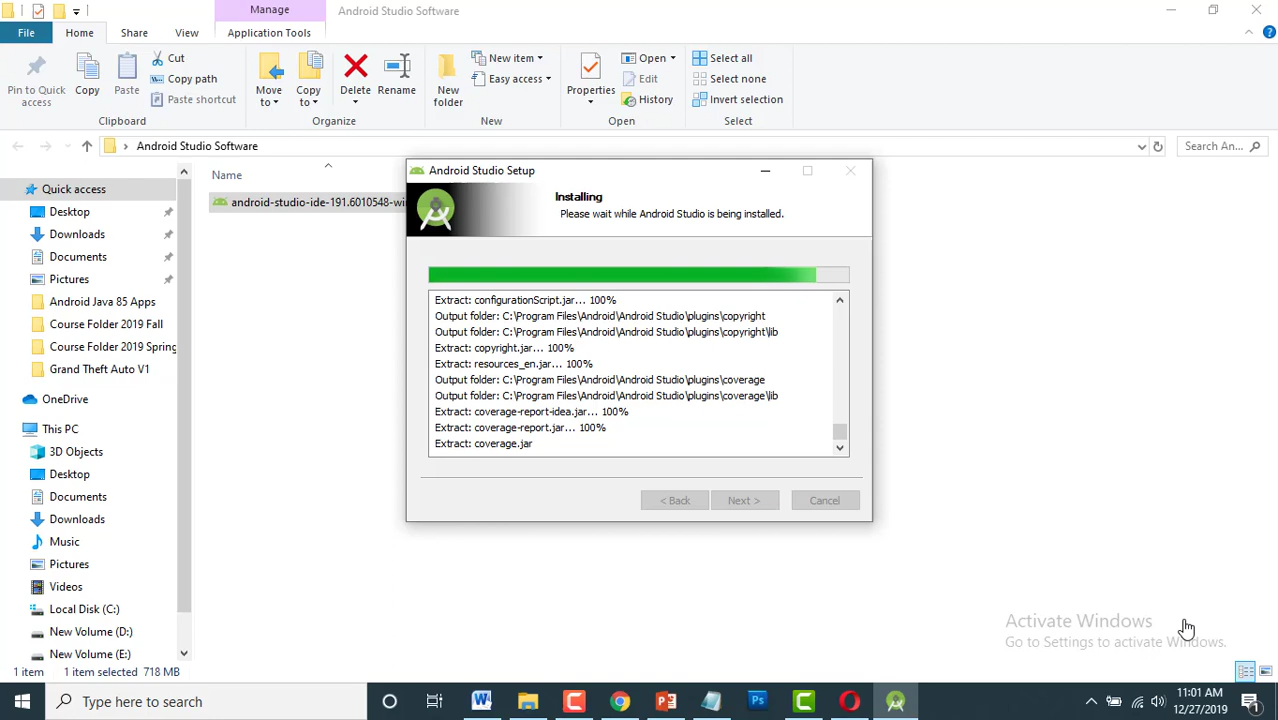 Manage
Android Studio Software
File
Home
Share
View
Application Tools
Pin to Quick access
Copy
Paste
Cut
Copy path
Paste shortcut
Clipboard
Move to
Copy to
Delete
Rename
Organize
New folder
New item
Easy access
New
Properties
Open
Edit
History
Open
Select all
Select none
Invert selection
Select
Android Studio Software
Search An...
Name
android-studio-ide-191.6010548-wi
Quick access
Desktop
Downloads
Documents
Pictures
Android Java 85 Apps
Course Folder 2019 Fall
Course Folder 2019 Spring
Grand Theft Auto V1
OneDrive
This PC
3D Objects
Desktop
Documents
Downloads
Music
Pictures
Videos
Local Disk (C:)
New Volume (D:)
New Volume (E:)
Android Studio Setup
Installing
Please wait while Android Studio is being installed.
Extract: configurationScript.jar... 100%
Output folder: C:\Program Files\Android\Android Studio\plugins\copyright
Output folder: C:\Program Files\Android\Android Studio\plugins\copyright\lib
Extract: copyright.jar... 100%
Extract: resources_en.jar... 100%
Output folder: C:\Program Files\Android\Android Studio\plugins\coverage
Output folder: C:\Program Files\Android\Android Studio\plugins\coverage\lib
Extract: coverage-report-idea.jar... 100%
Extract: coverage-report.jar... 100%
Extract: coverage.jar
< Back
Next >
Cancel
Activate Windows
Go to Settings to activate Windows.
1 item
1 item selected 718 MB
Type here to search
11:01 AM
12/27/2019
1